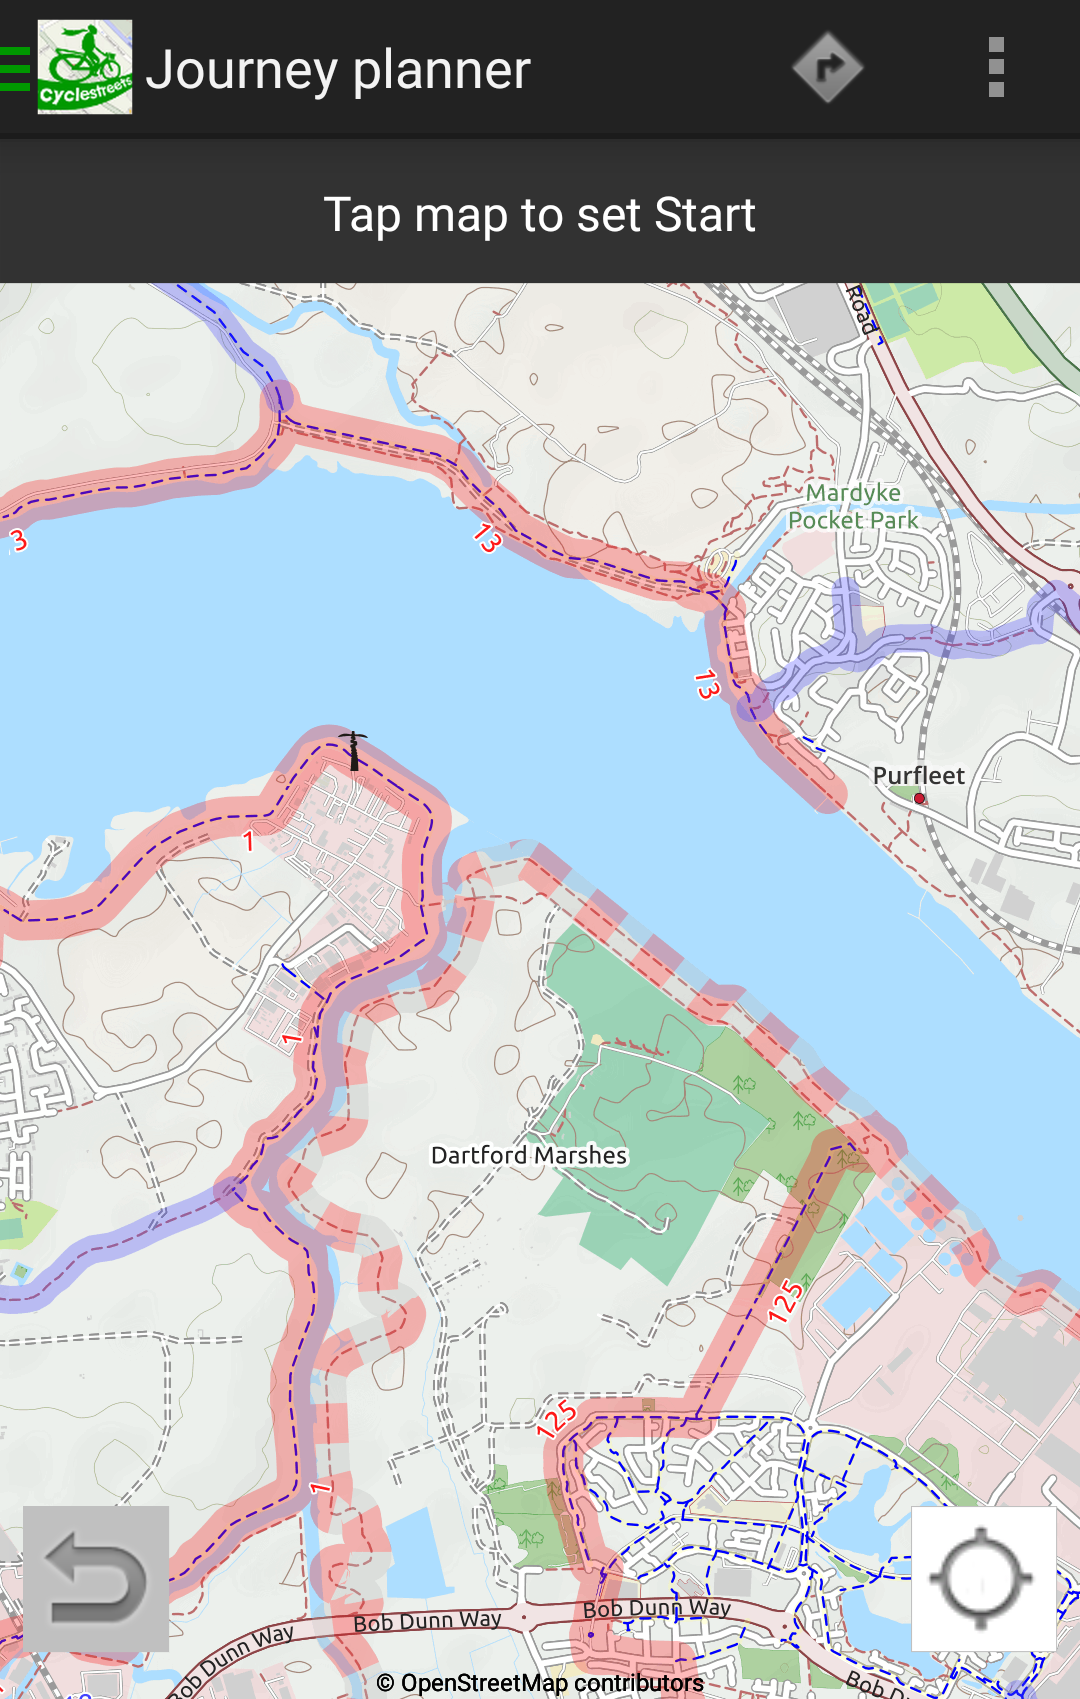 Cyclestreets
Journey planner
Tap map to set Start
Road
Mardyke
Pocket Park
3
13
13
Purfleet
1
1
Dartford Marshes
125
125
1
Bob Dunn Way
Bob Dunn Way
Bob Dunn Way
Bob D
© OpenStreetMap contributors